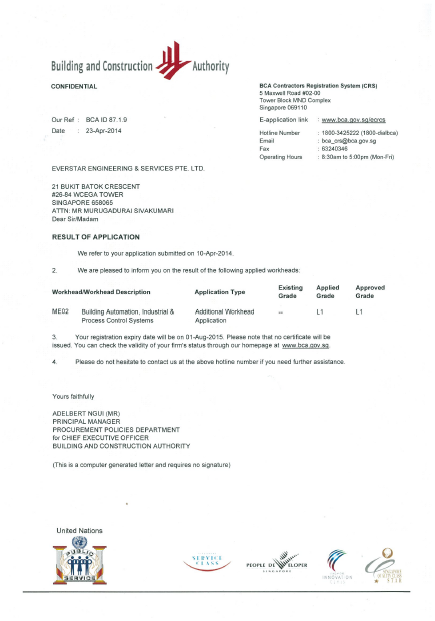 Building and Construction Authority
CONFIDENTIAL
BCA Contractors Registration System (CRS)
5 Maxwell Road #02-00
Tower Block MND Complex
Singapore 069110
Our Ref : BCA ID 87.1.9
Date : 23-Apr-2014
E-application link : www.bca.gov.sg/ecrs
Hotline Number : 1800-3425222 (1800-dialbca)
Email : bca_crs@bca.gov.sg
Fax : 63240346
Operating Hours : 8:30am to 5:00pm (Mon-Fri)
EVERSTAR ENGINEERING & SERVICES PTE. LTD.
21 BUKIT BATOK CRESCENT
#26-84 WCEGA TOWER
SINGAPORE 658065
ATTN: MR MURUGADURAI SIVAKUMARI
Dear Sir/Madam
RESULT OF APPLICATION
We refer to your application submitted on 10-Apr-2014.
2. We are pleased to inform you on the result of the following applied workheads:
Workhead/Workhead Description Application Type Existing Grade Applied Grade Approved Grade
ME02 Building Automation, Industrial & Additional Workhead -- L1 L1
Process Control Systems Application
3. Your registration expiry date will be on 01-Aug-2015. Please note that no certificate will be
issued. You can check the validity of your firm's status through our homepage at www.bca.gov.sg.
4. Please do not hesitate to contact us at the above hotline number if you need further assistance.
Yours faithfully
ADELBERT NGUI (MR)
PRINCIPAL MANAGER
PROCUREMENT POLICIES DEPARTMENT
for CHIEF EXECUTIVE OFFICER
BUILDING AND CONSTRUCTION AUTHORITY
(This is a computer generated letter and requires no signature)
United Nations
PUBLIC
SERVICE
SERVICE
CLASS
PEOPLE DEVELOPER
SINGAPORE
INNOVATION